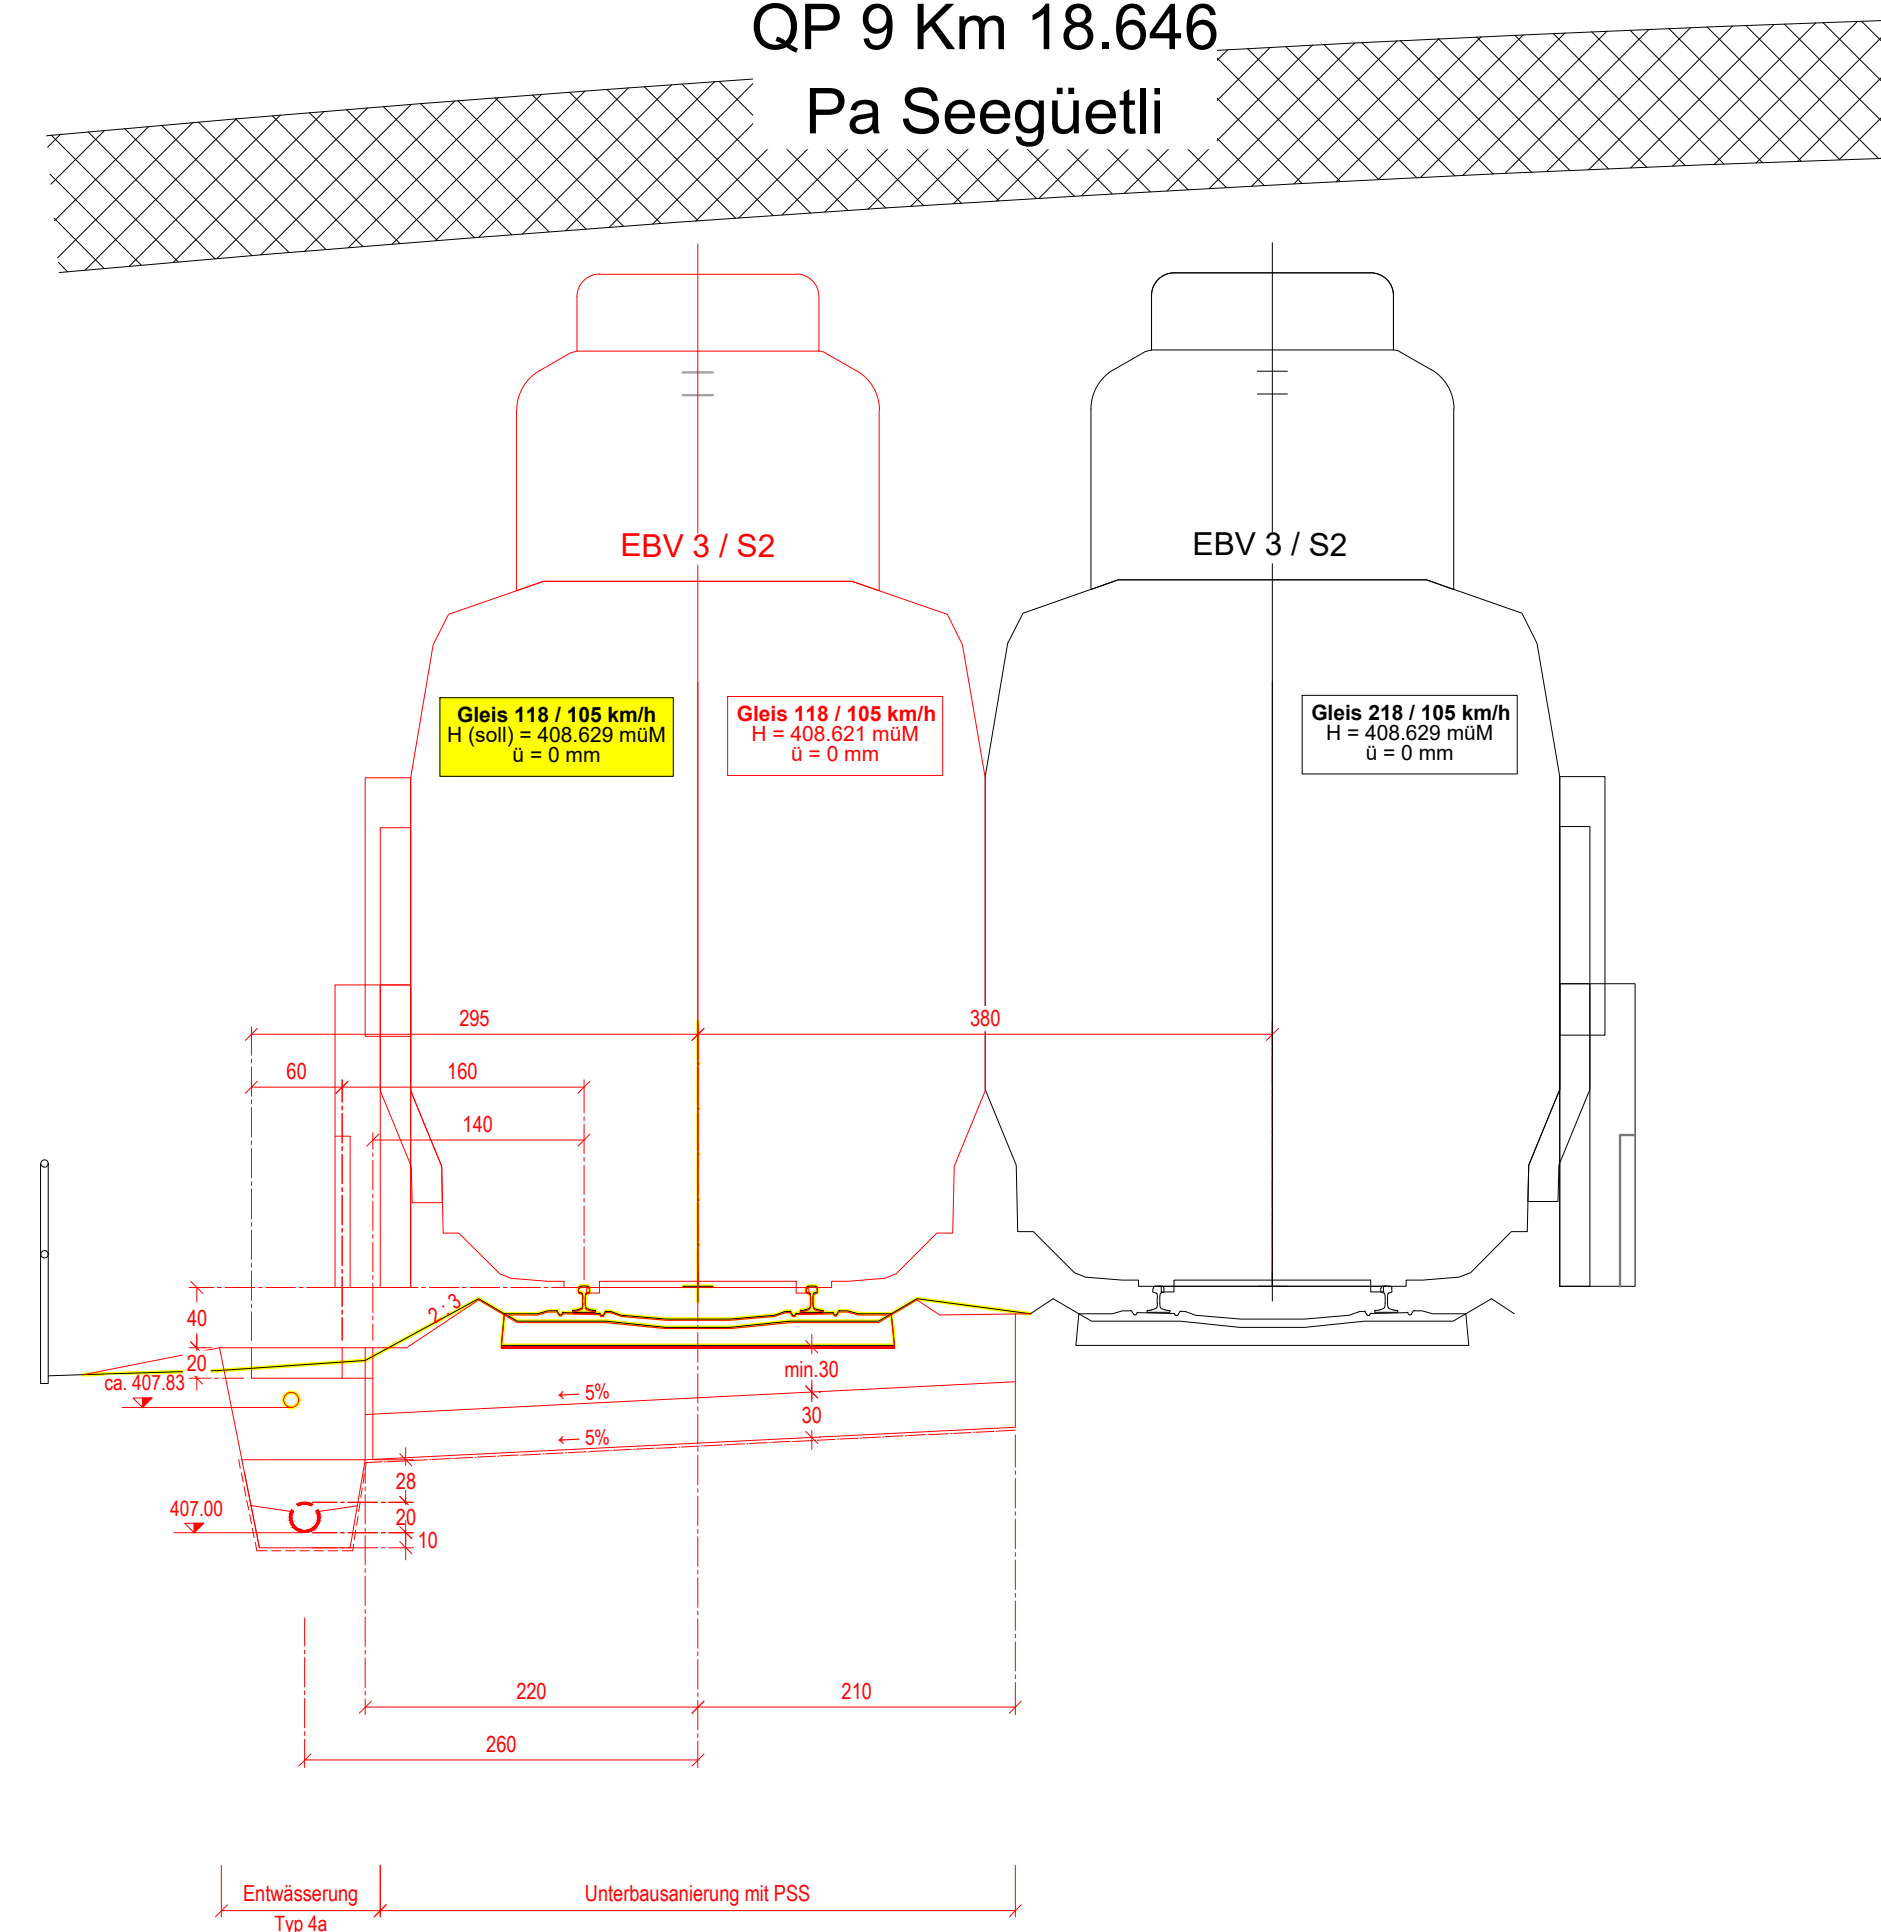 QP 9 Km 18.646
Pa Seegüetli
EBV 3 / S2
EBV 3 / S2
Gleis 118 / 105 km/h
H (soll) = 408.629 müM
ü = 0 mm
Gleis 118 / 105 km/h
H = 408.621 müM
ü = 0 mm
Gleis 218 / 105 km/h
H = 408.629 müM
ü = 0 mm
295
380
60
160
140
40
2 : 3
20
min.30
ca. 407.83
← 5%
30
← 5%
28
407.00
20
10
220
210
260
Entwässerung
Unterbausanierung mit PSS
Typ 4a